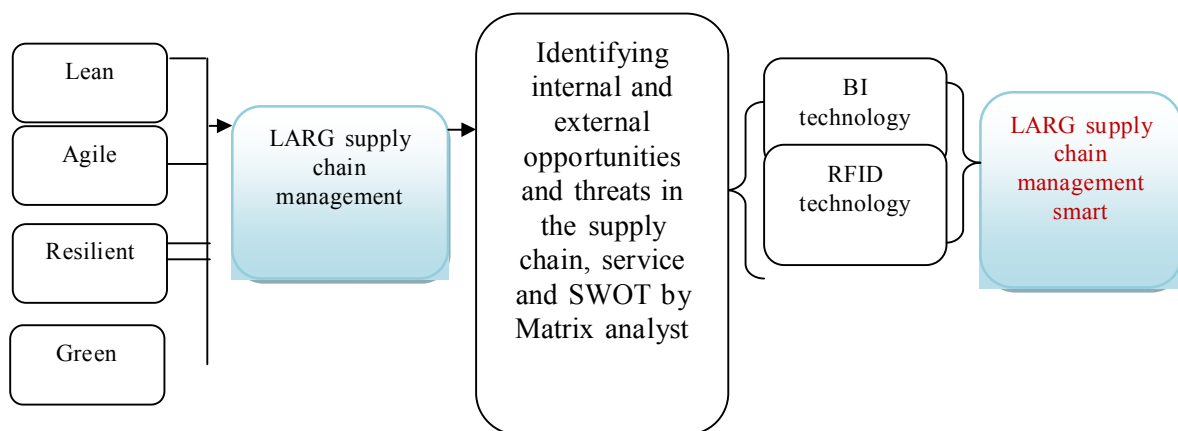 Lean
Agile
Resilient
Green
LARG supply
chain
management
Identifying
internal and
external
opportunities
and threats in
the supply
chain, service
and SWOT by
Matrix analyst
BI
technology
RFID
technology
LARG supply
chain
management
smart